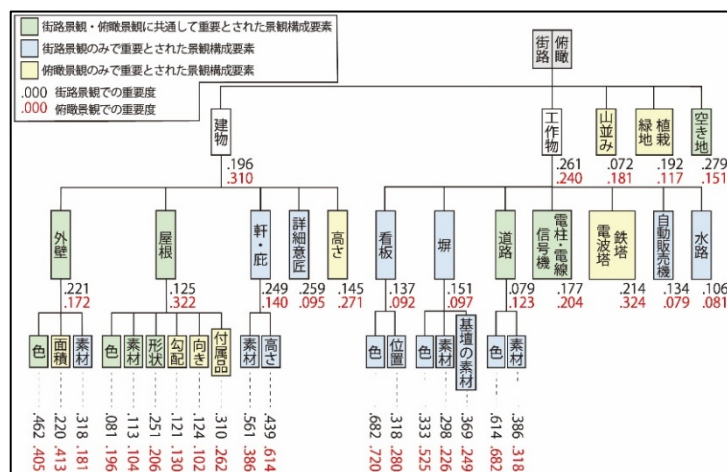 街路景観・俯瞰景観に共通して重要とされた景観構成要素
街路景観のみで重要とされた景観構成要素
俯瞰景観のみで重要とされた景観構成要素
.000 街路景観での重要度
.000 俯瞰景観での重要度
街路 俯瞰
建物
.196
.310
工作物
.261
.240
山並み
.072
.181
緑地 植栽
.192
.117
空き地
.279
.151
外壁
.221
.172
屋根
.125
.322
軒・庇
.249
.140
詳細意匠
.259
.095
高さ
.145
.271
看板
.137
.092
塀
.151
.097
道路
.079
.123
電柱・電線
信号機
.177
.204
鉄塔
電波塔
.214
.324
自動販売機
.134
.079
水路
.106
.081
色
.462
.405
面積
.220
.413
素材
.318
.181
色
.081
.196
素材
.113
.104
形状
.251
.206
勾配
.121
.130
向き
.124
.102
付属品
.310
.262
素材
.561
.386
高さ
.439
.614
色
.682
.720
位置
.318
.280
色
.333
.525
素材
.298
.226
基壇の素材
.369
.249
色
.614
.682
素材
.386
.318